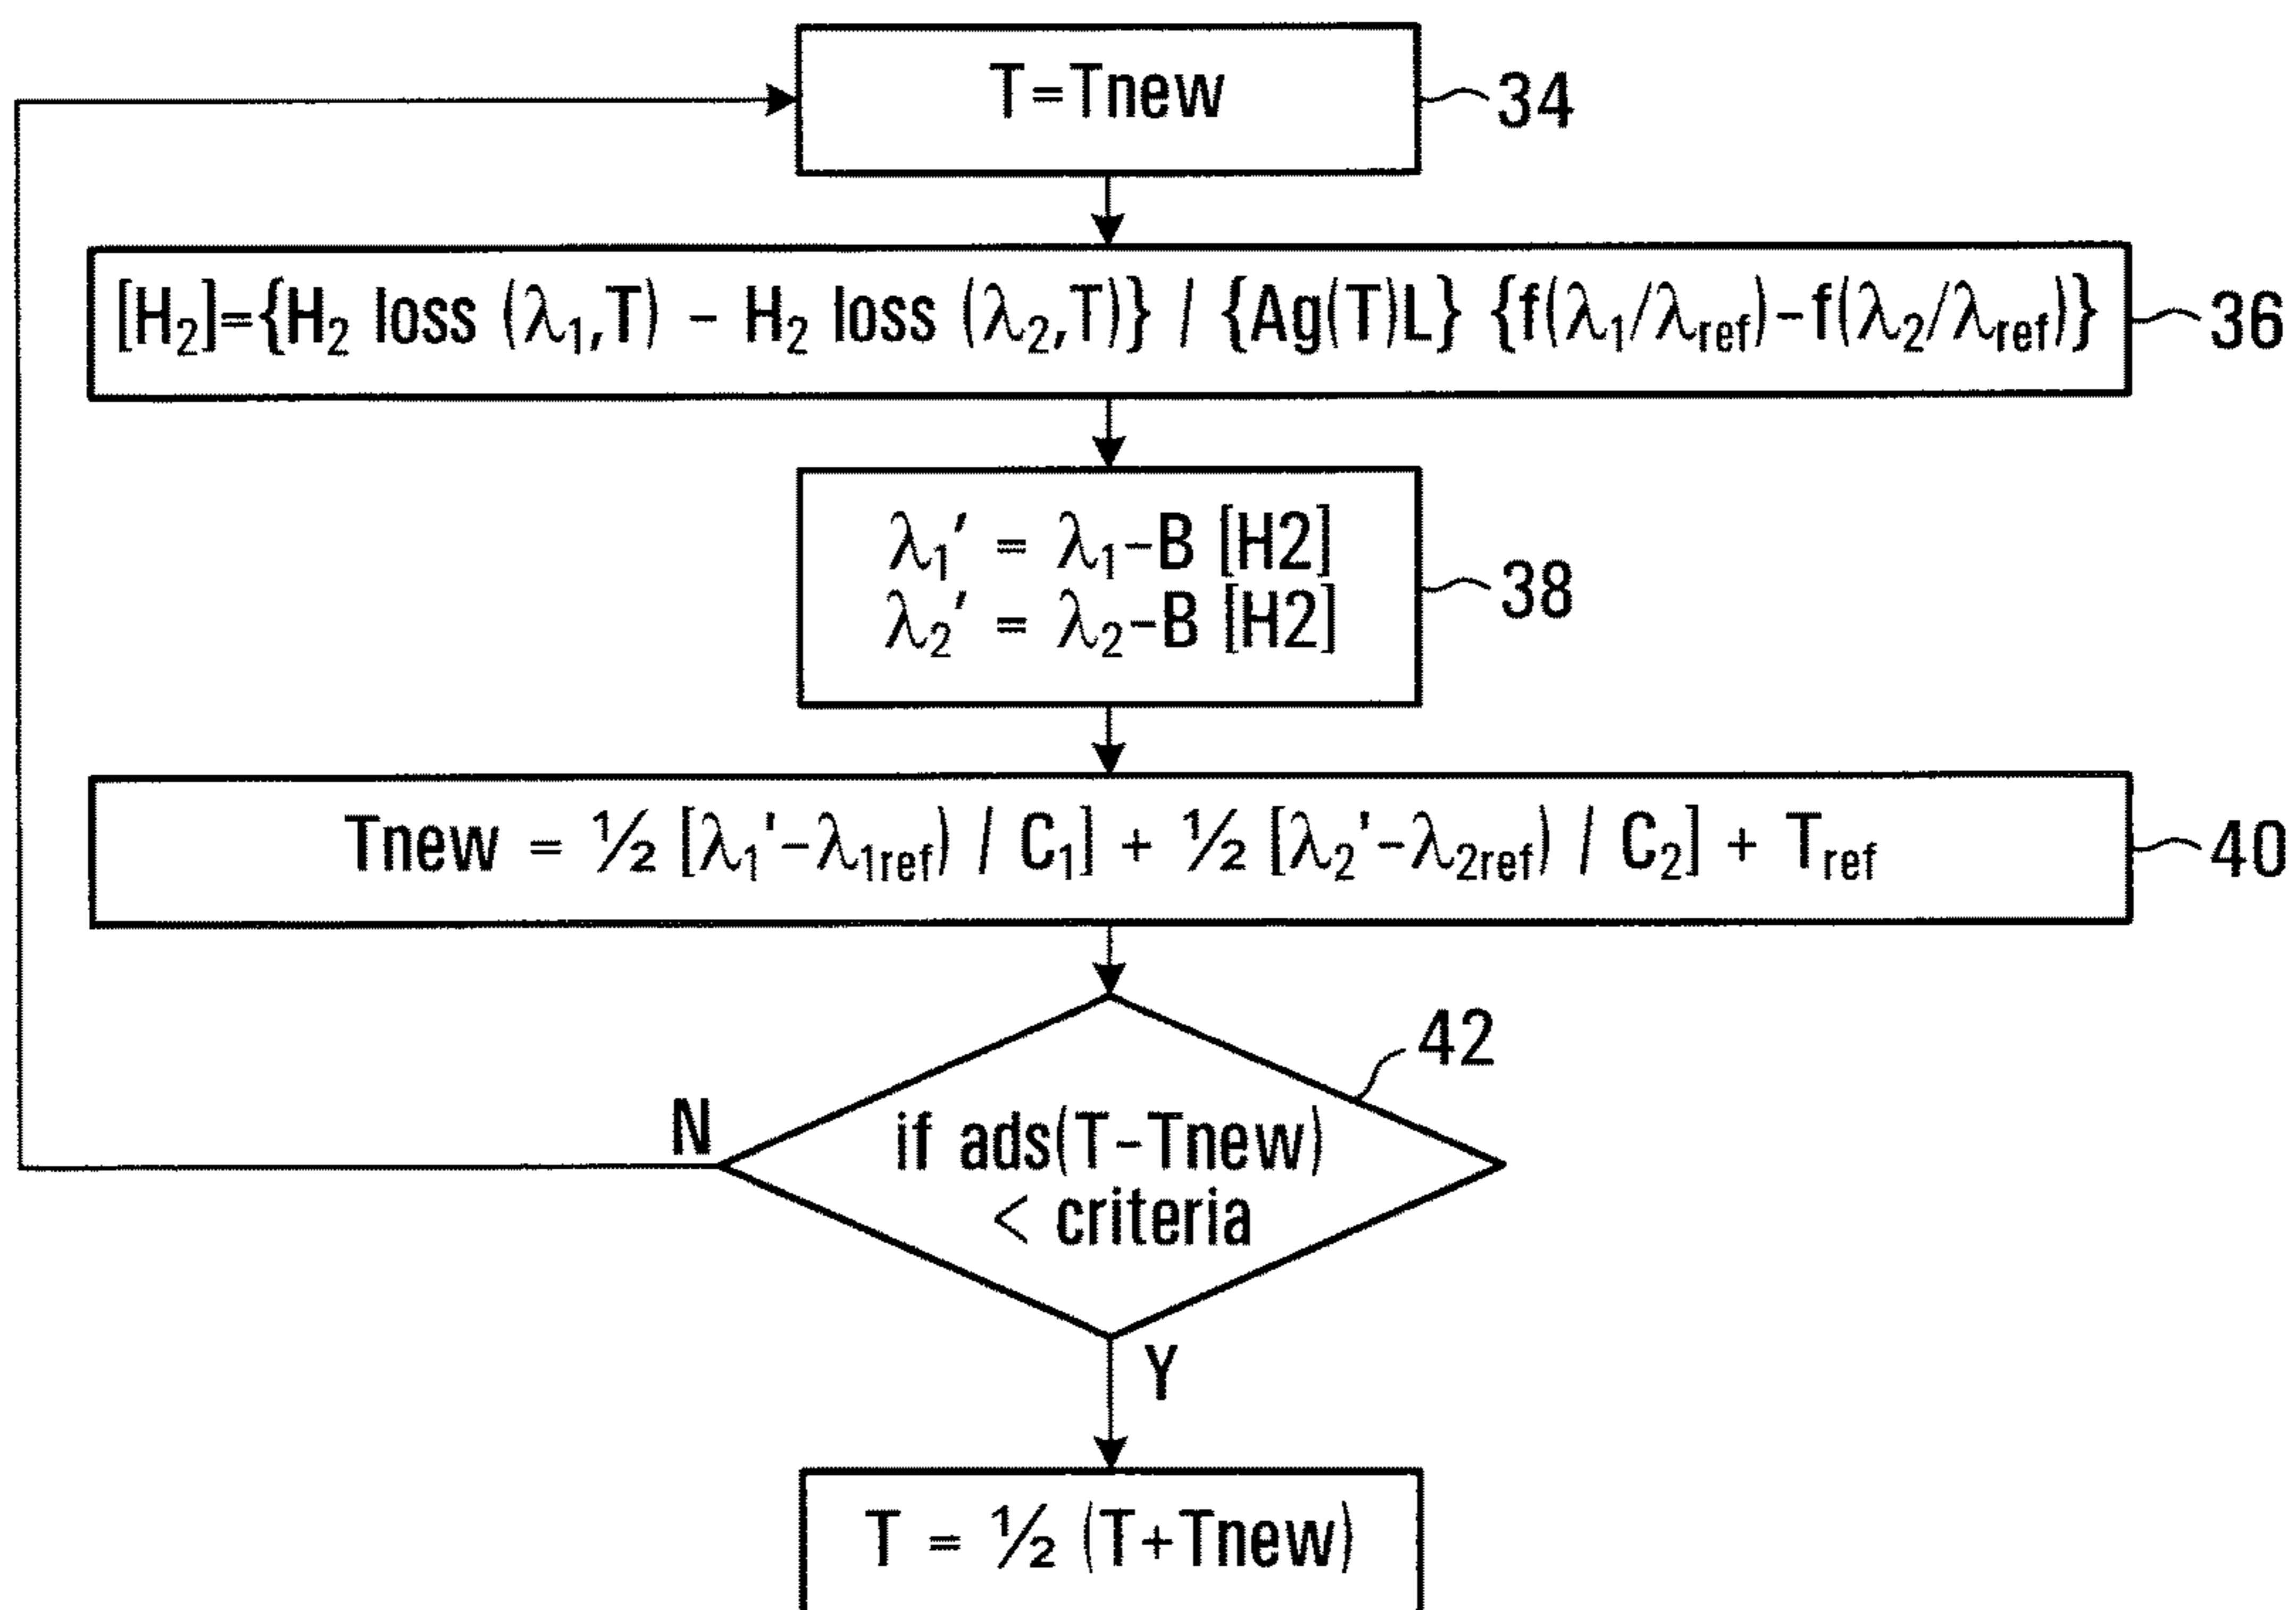 T=Tnew
34
[H₂]={H₂ loss (λ₁,T) – H₂ loss (λ₂,T)} / {Ag(T)L} {f(λ₁/λref)–f(λ₂/λref)}
36
λ₁' = λ₁–B [H2]
λ₂' = λ₂–B [H2]
38
Tnew = ½ [λ₁'–λ₁ref) / C₁] + ½ [λ₂'–λ₂ref) / C₂] + Tref
40
42
N
if ads(T–Tnew)
< criteria
Y
T = ½ (T+Tnew)